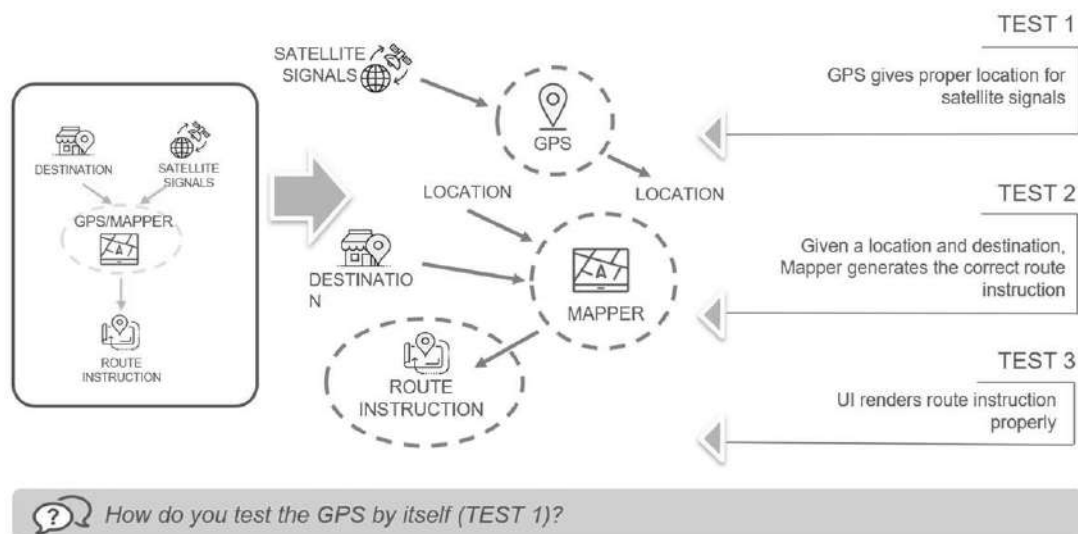 DESTINATION
SATELLITE
SIGNALS
GPS/MAPPER
A
ROUTE
INSTRUCTION
SATELLITE
SIGNALS
GPS
LOCATION
LOCATION
DESTINATIO
N
A
MAPPER
ROUTE
INSTRUCTION
TEST 1
GPS gives proper location for
satellite signals
TEST 2
Given a location and destination,
Mapper generates the correct route
instruction
TEST 3
UI renders route instruction
properly
? How do you test the GPS by itself (TEST 1)?